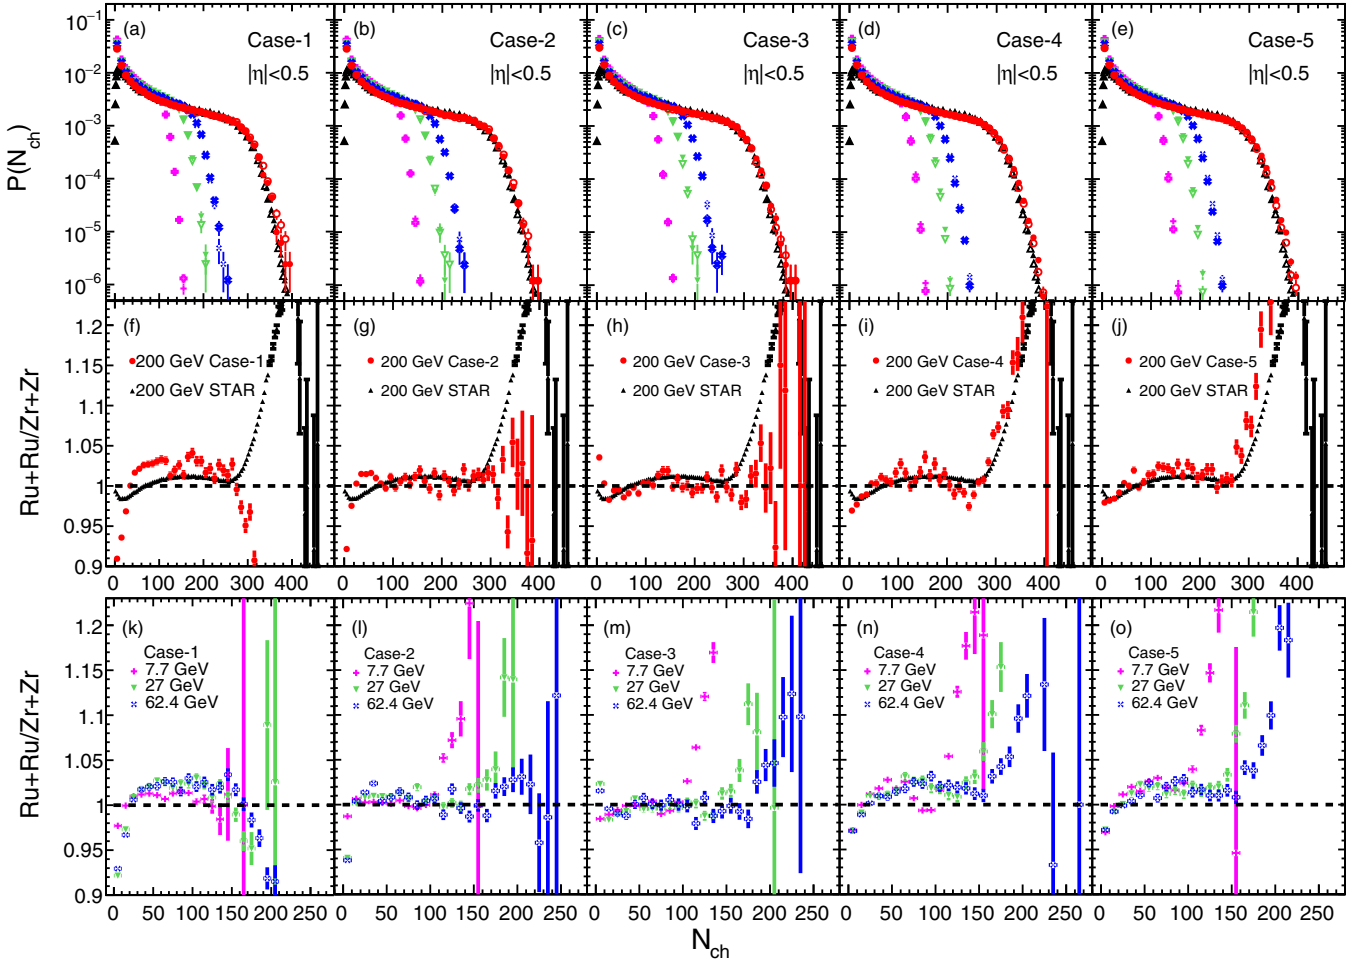 (a) Case-1 |η|<0.5
(b) Case-2 |η|<0.5
(c) Case-3 |η|<0.5
(d) Case-4 |η|<0.5
(e) Case-5 |η|<0.5
P(N_ch)
10^−1
10^−2
10^−3
10^−4
10^−5
10^−6
(f)
200 GeV Case-1
200 GeV STAR
(g)
200 GeV Case-2
200 GeV STAR
(h)
200 GeV Case-3
200 GeV STAR
(i)
200 GeV Case-4
200 GeV STAR
(j)
200 GeV Case-5
200 GeV STAR
Ru+Ru/Zr+Zr
1.2
1.15
1.1
1.05
1
0.95
0.9
0 100 200 300 400
0 100 200 300 400
0 100 200 300 400
0 100 200 300 400
0 100 200 300 400
(k)
Case-1
7.7 GeV
27 GeV
62.4 GeV
(l)
Case-2
7.7 GeV
27 GeV
62.4 GeV
(m)
Case-3
7.7 GeV
27 GeV
62.4 GeV
(n)
Case-4
7.7 GeV
27 GeV
62.4 GeV
(o)
Case-5
7.7 GeV
27 GeV
62.4 GeV
Ru+Ru/Zr+Zr
1.2
1.15
1.1
1.05
1
0.95
0.9
0 50 100 150 200 250
0 50 100 150 200 250
0 50 100 150 200 250
0 50 100 150 200 250
0 50 100 150 200 250
N_ch